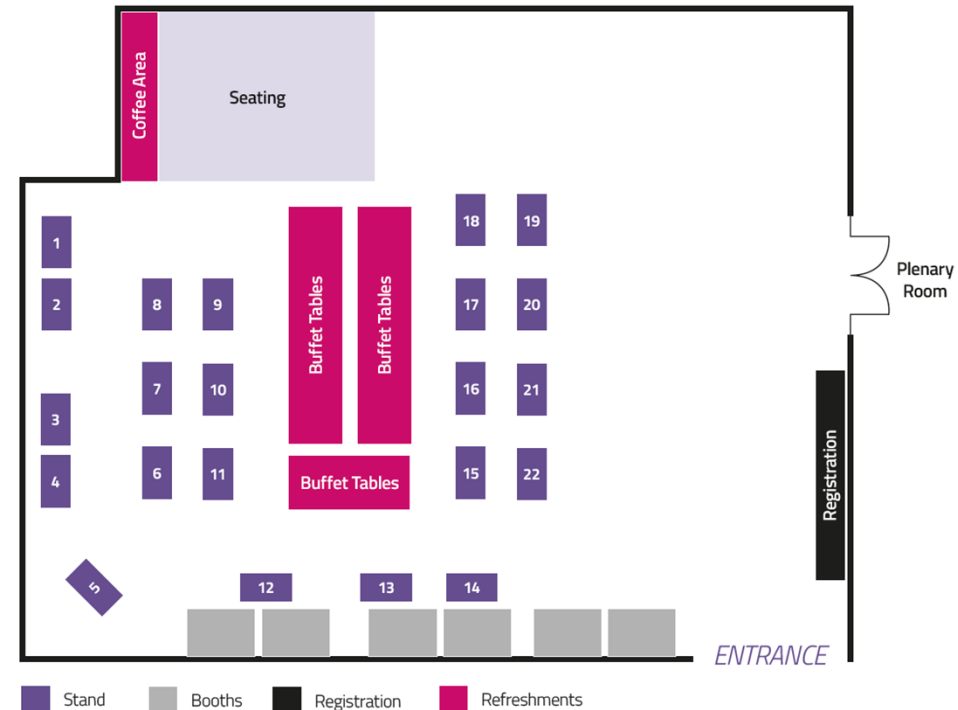 Coffee Area
Seating
1
18
19
Plenary
Room
2
8
9
Buffet Tables
Buffet Tables
17
20
7
10
16
21
3
4
6
11
Buffet Tables
15
22
Registration
5
12
13
14
ENTRANCE
Stand
Booths
Registration
Refreshments